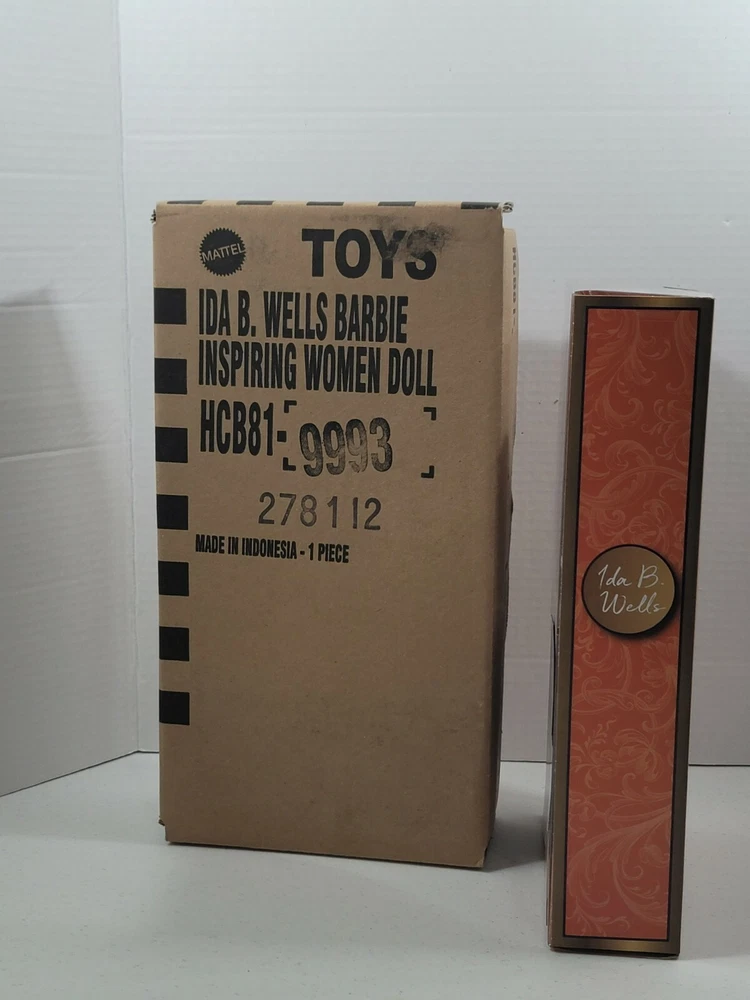 MATTEL
TOYS
IDA B. WELLS BARBIE
INSPIRING WOMEN DOLL
HCB81-9993
278112
MADE IN INDONESIA - 1 PIECE
Ida B.
Wells